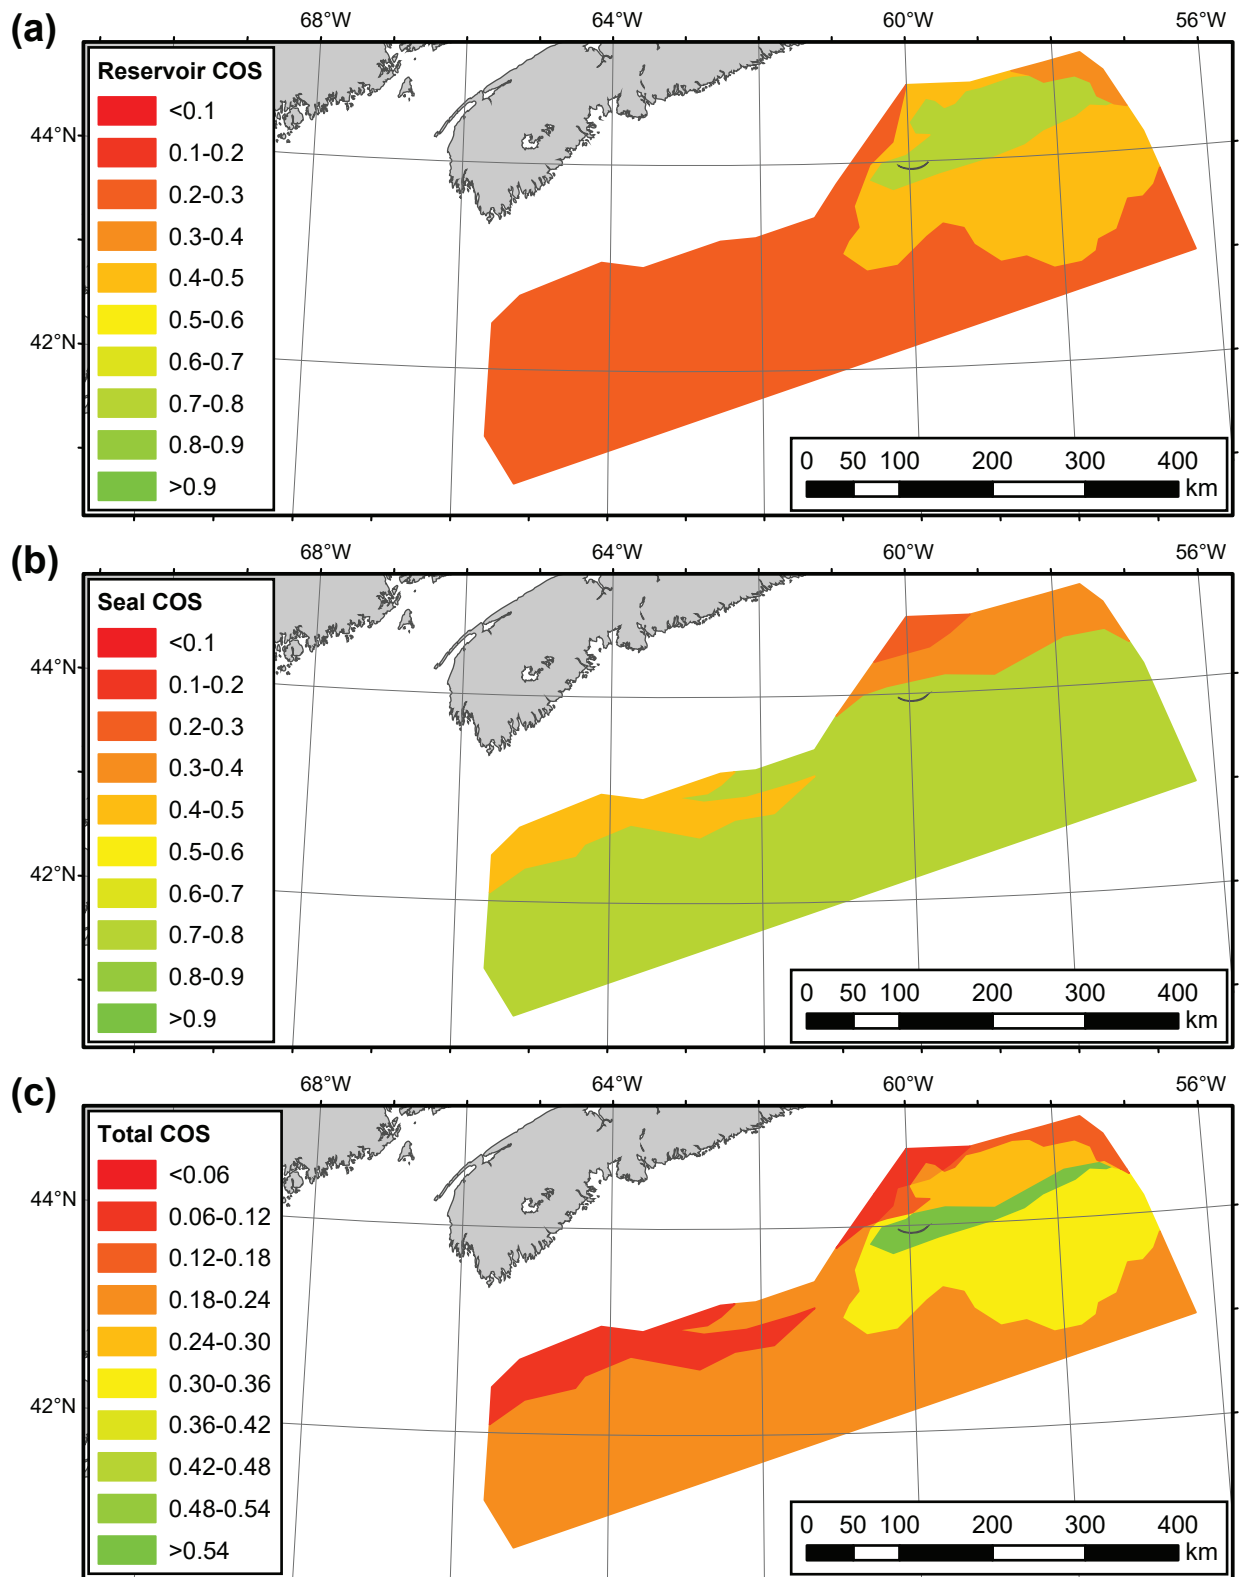 (a)
68°W 64°W 60°W 56°W
Reservoir COS
<0.1
0.1-0.2
0.2-0.3
0.3-0.4
0.4-0.5
0.5-0.6
0.6-0.7
0.7-0.8
0.8-0.9
>0.9
44°N
42°N
0 50 100 200 300 400
km
(b)
68°W 64°W 60°W 56°W
Seal COS
<0.1
0.1-0.2
0.2-0.3
0.3-0.4
0.4-0.5
0.5-0.6
0.6-0.7
0.7-0.8
0.8-0.9
>0.9
44°N
42°N
0 50 100 200 300 400
km
(c)
68°W 64°W 60°W 56°W
Total COS
<0.06
0.06-0.12
0.12-0.18
0.18-0.24
0.24-0.30
0.30-0.36
0.36-0.42
0.42-0.48
0.48-0.54
>0.54
44°N
42°N
0 50 100 200 300 400
km